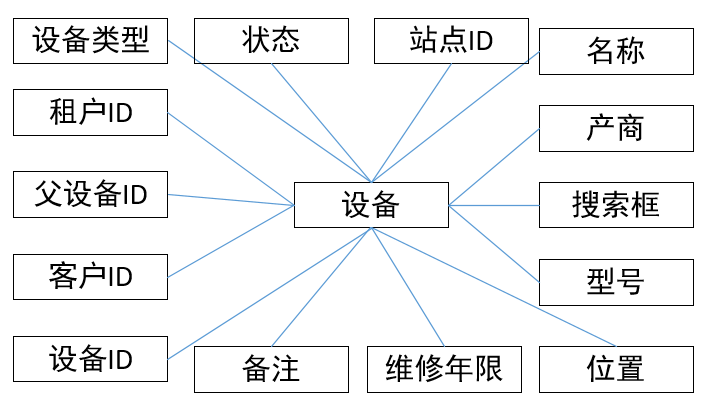 设备类型
状态
站点ID
名称
租户ID
产商
父设备ID
设备
搜索框
客户ID
型号
设备ID
备注
维修年限
位置